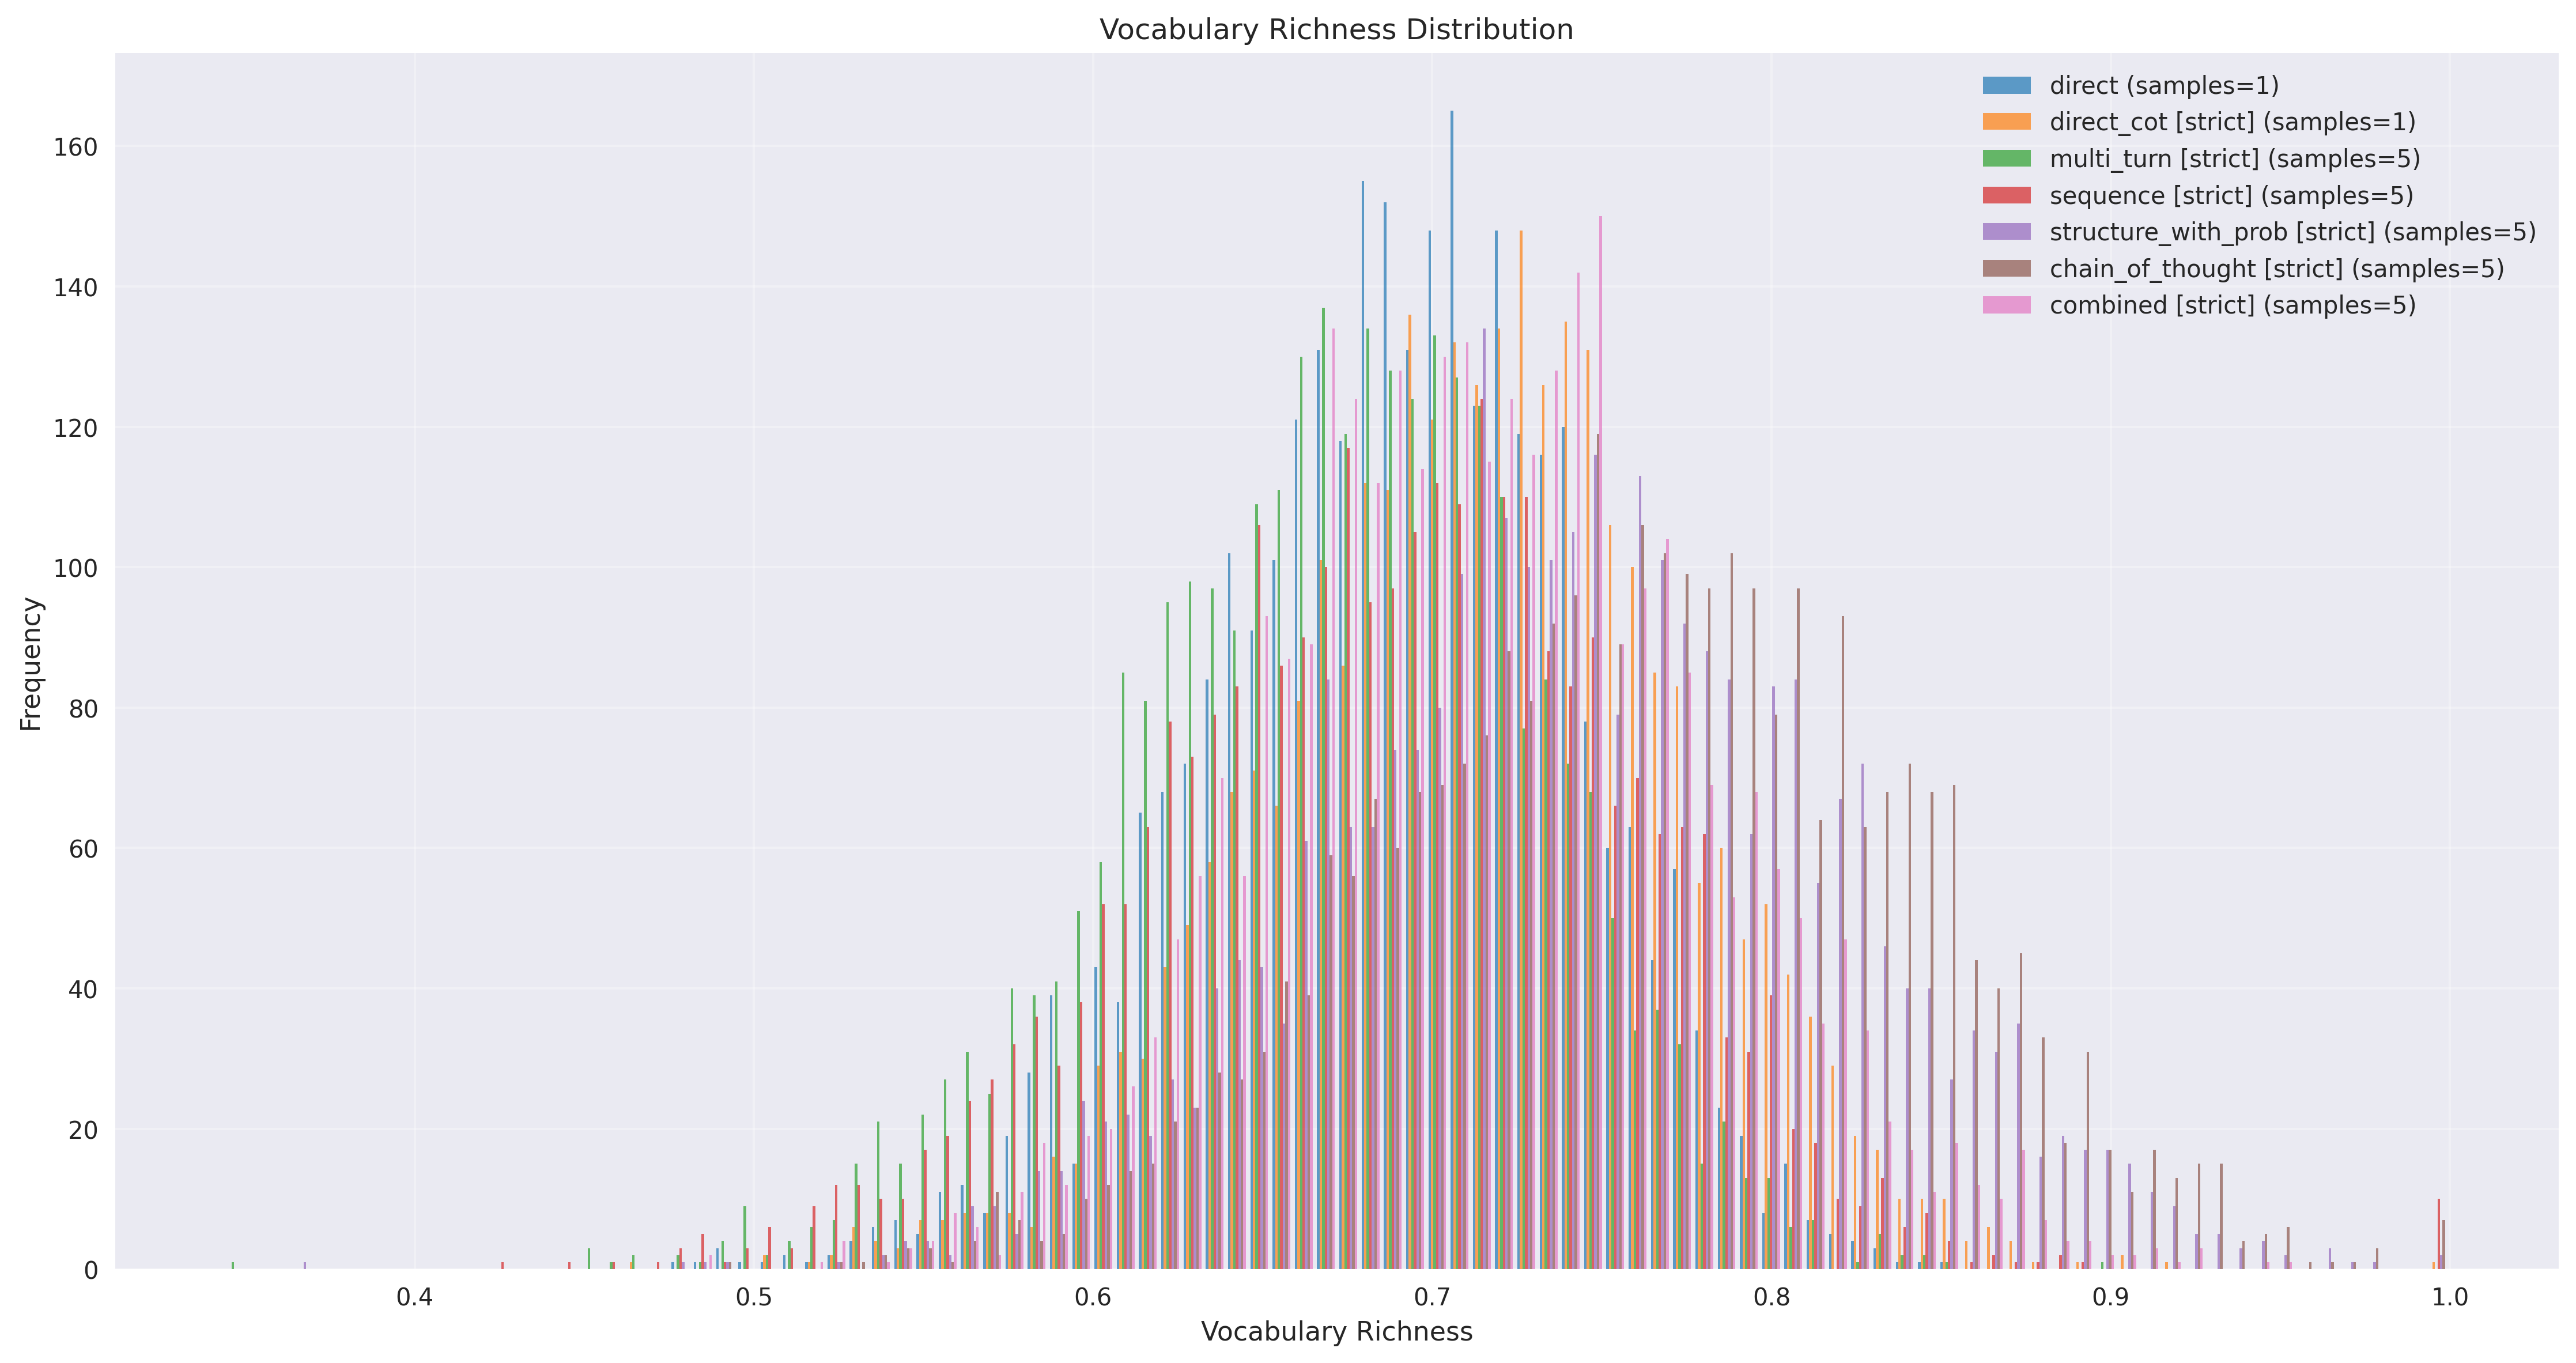 Vocabulary Richness Distribution
direct (samples=1)
direct_cot [strict] (samples=1)
multi_turn [strict] (samples=5)
sequence [strict] (samples=5)
structure_with_prob [strict] (samples=5)
chain_of_thought [strict] (samples=5)
combined [strict] (samples=5)
Frequency
160
140
120
100
80
60
40
20
0
0.4 0.5 0.6 0.7 0.8 0.9 1.0
Vocabulary Richness